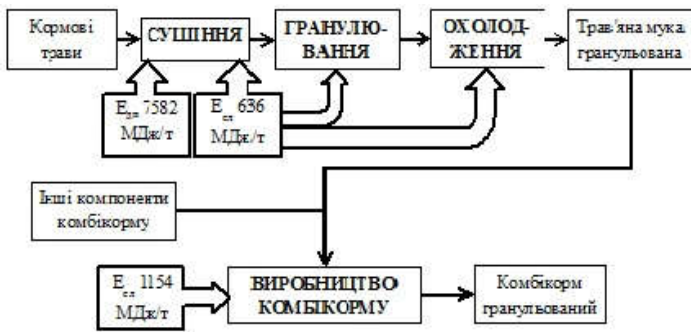 Кормові
трави
СУШІННЯ
ГРАНУЛЮ-
ВАННЯ
ОХОЛОД-
ЖЕННЯ
Трав'яна мука
гранульована
7582
МДж/т
Eел 636
МДж/т
Інші компоненти
комбікорму
Eел 1154
МДж/т
ВИРОБНИЦТВО
КОМБІКОРМУ
Комбікорм
гранульований